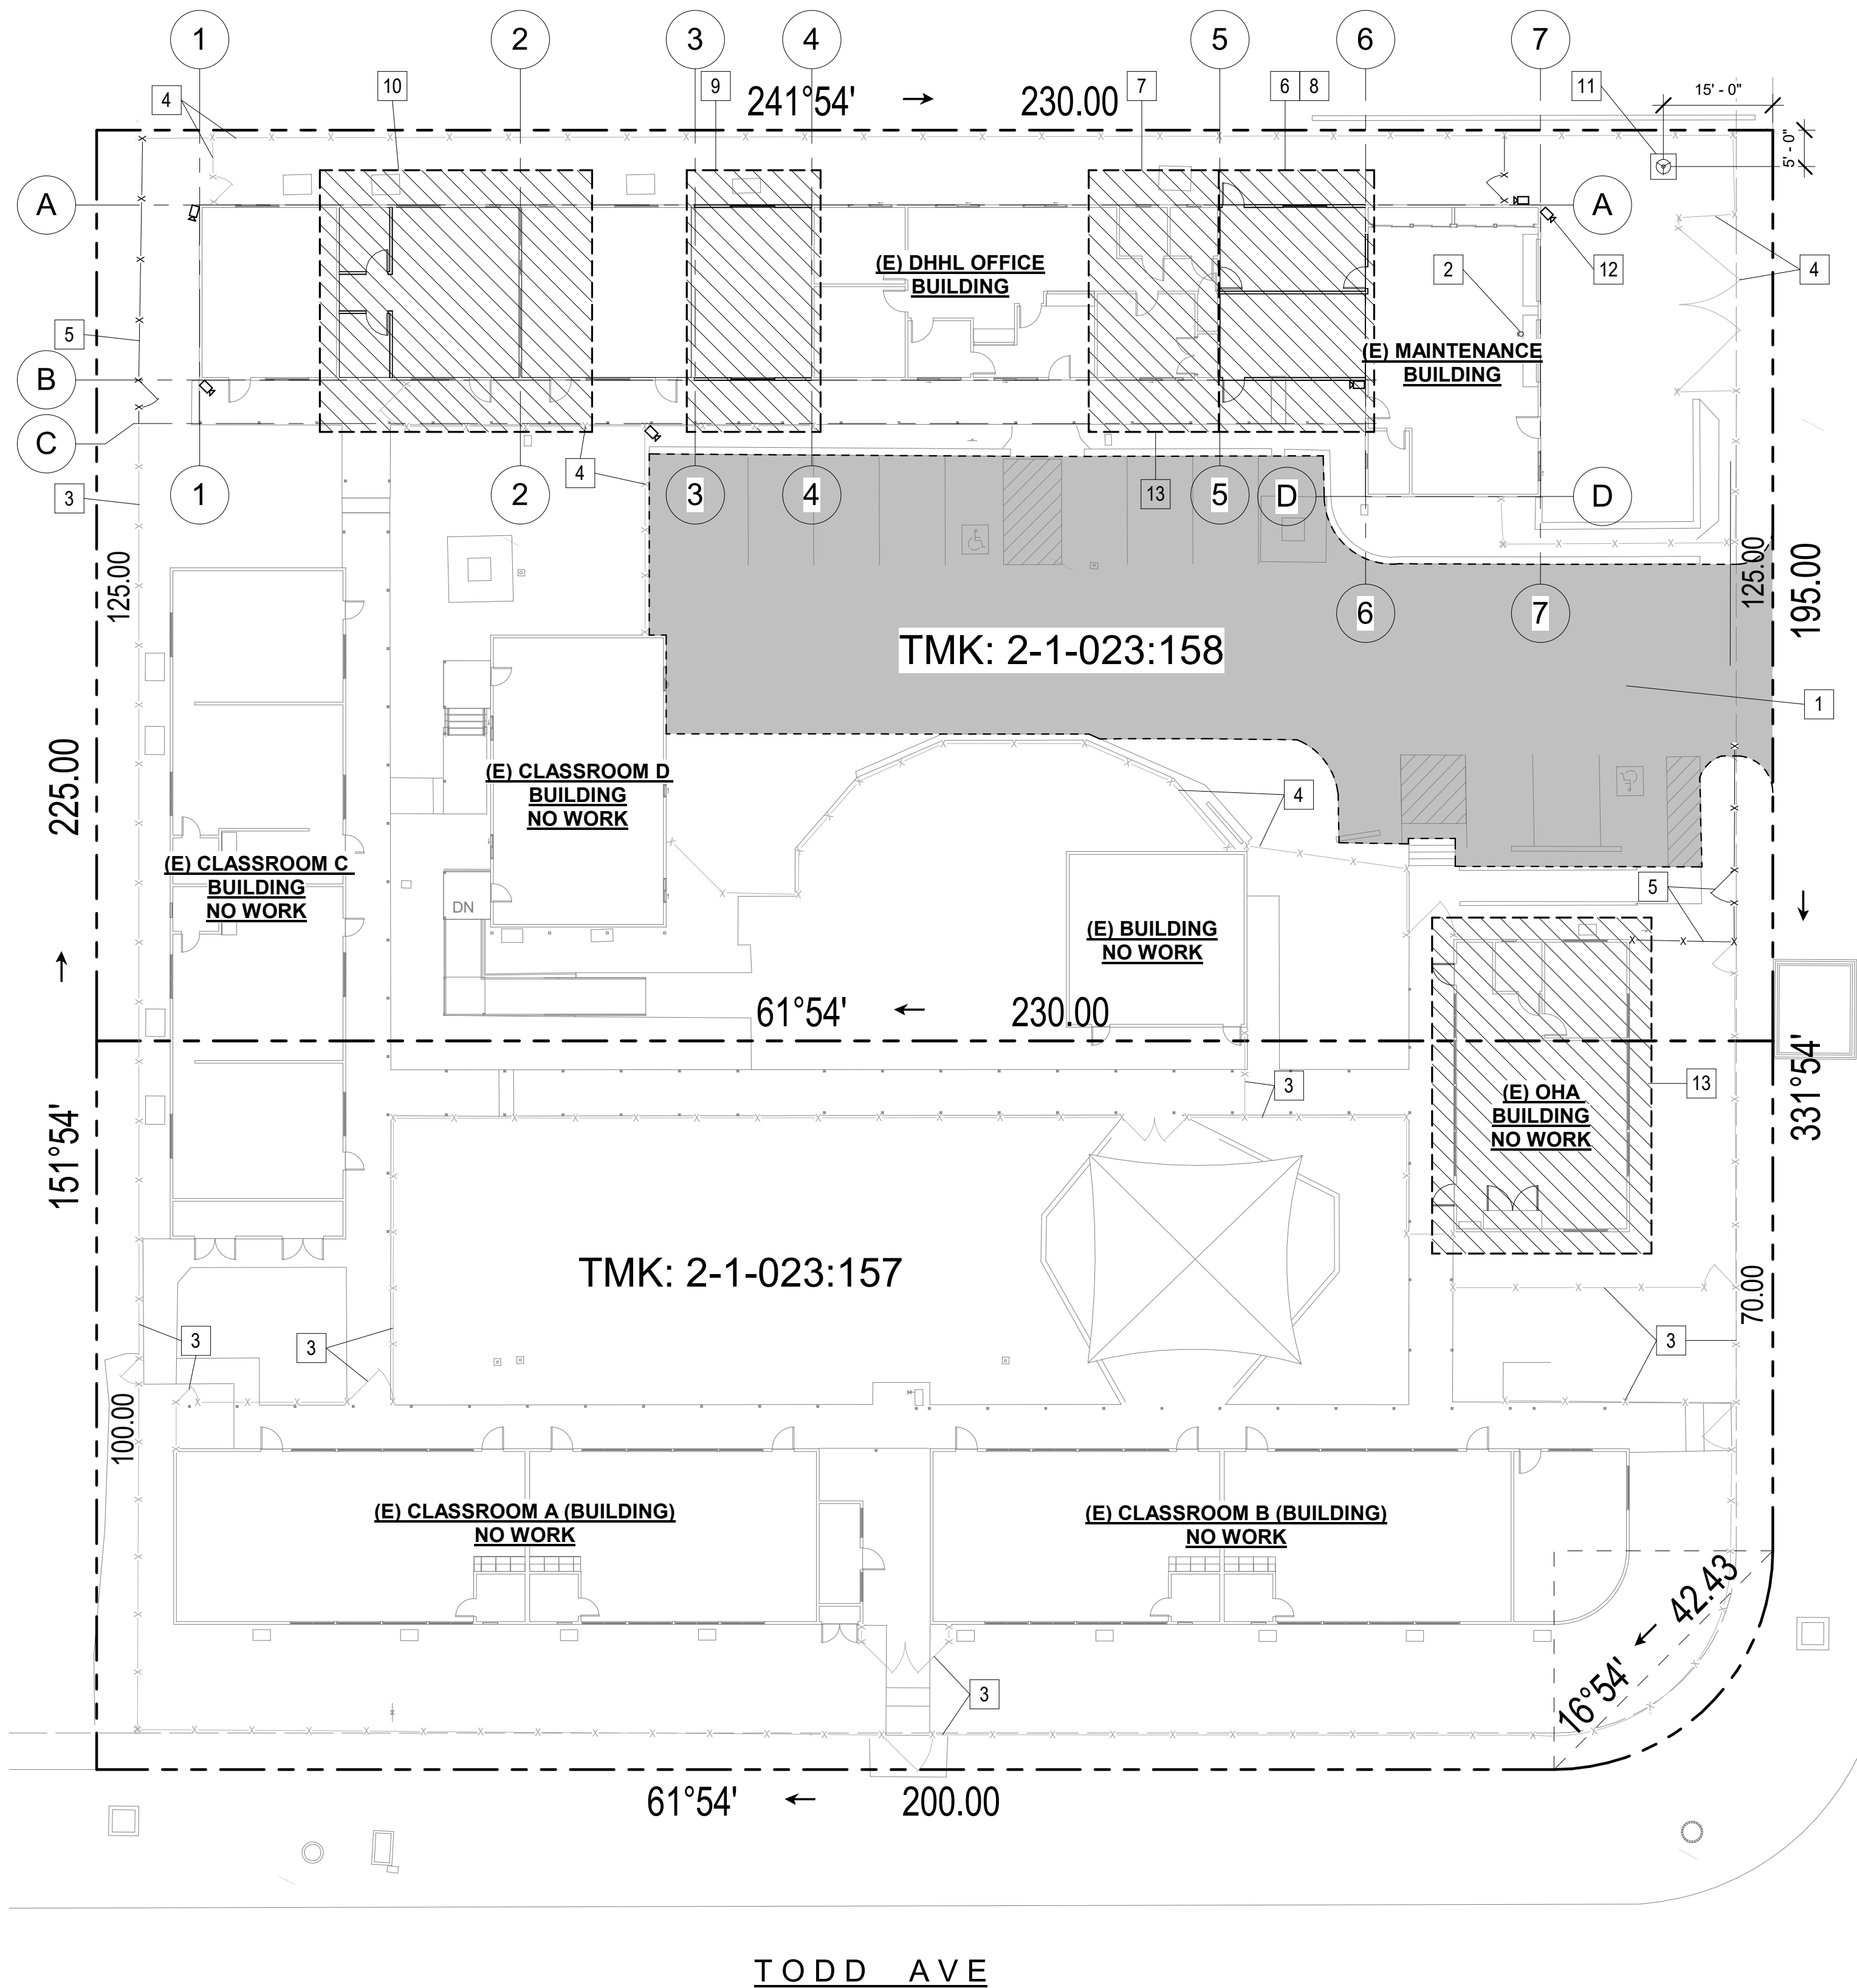 1
2
3
4
5
6
7
4
10
9
241°54'
230.00
7
6
8
11
15' - 0"
5' - 0"
A
A
(E) DHHL OFFICE
BUILDING
2
12
4
5
(E) MAINTENANCE
BUILDING
B
C
4
3
1
2
3
4
13
5
D
D
125.00
125.00
195.00
6
7
TMK: 2-1-023:158
1
225.00
(E) CLASSROOM D
BUILDING
NO WORK
4
(E) CLASSROOM C
BUILDING
NO WORK
DN
5
(E) BUILDING
NO WORK
61°54'
230.00
331°54'
3
13
(E) OHA
BUILDING
NO WORK
151°54'
TMK: 2-1-023:157
70.00
3
3
3
100.00
(E) CLASSROOM A (BUILDING)
NO WORK
(E) CLASSROOM B (BUILDING)
NO WORK
42.43
16°54'
3
61°54'
200.00
TODD AVE